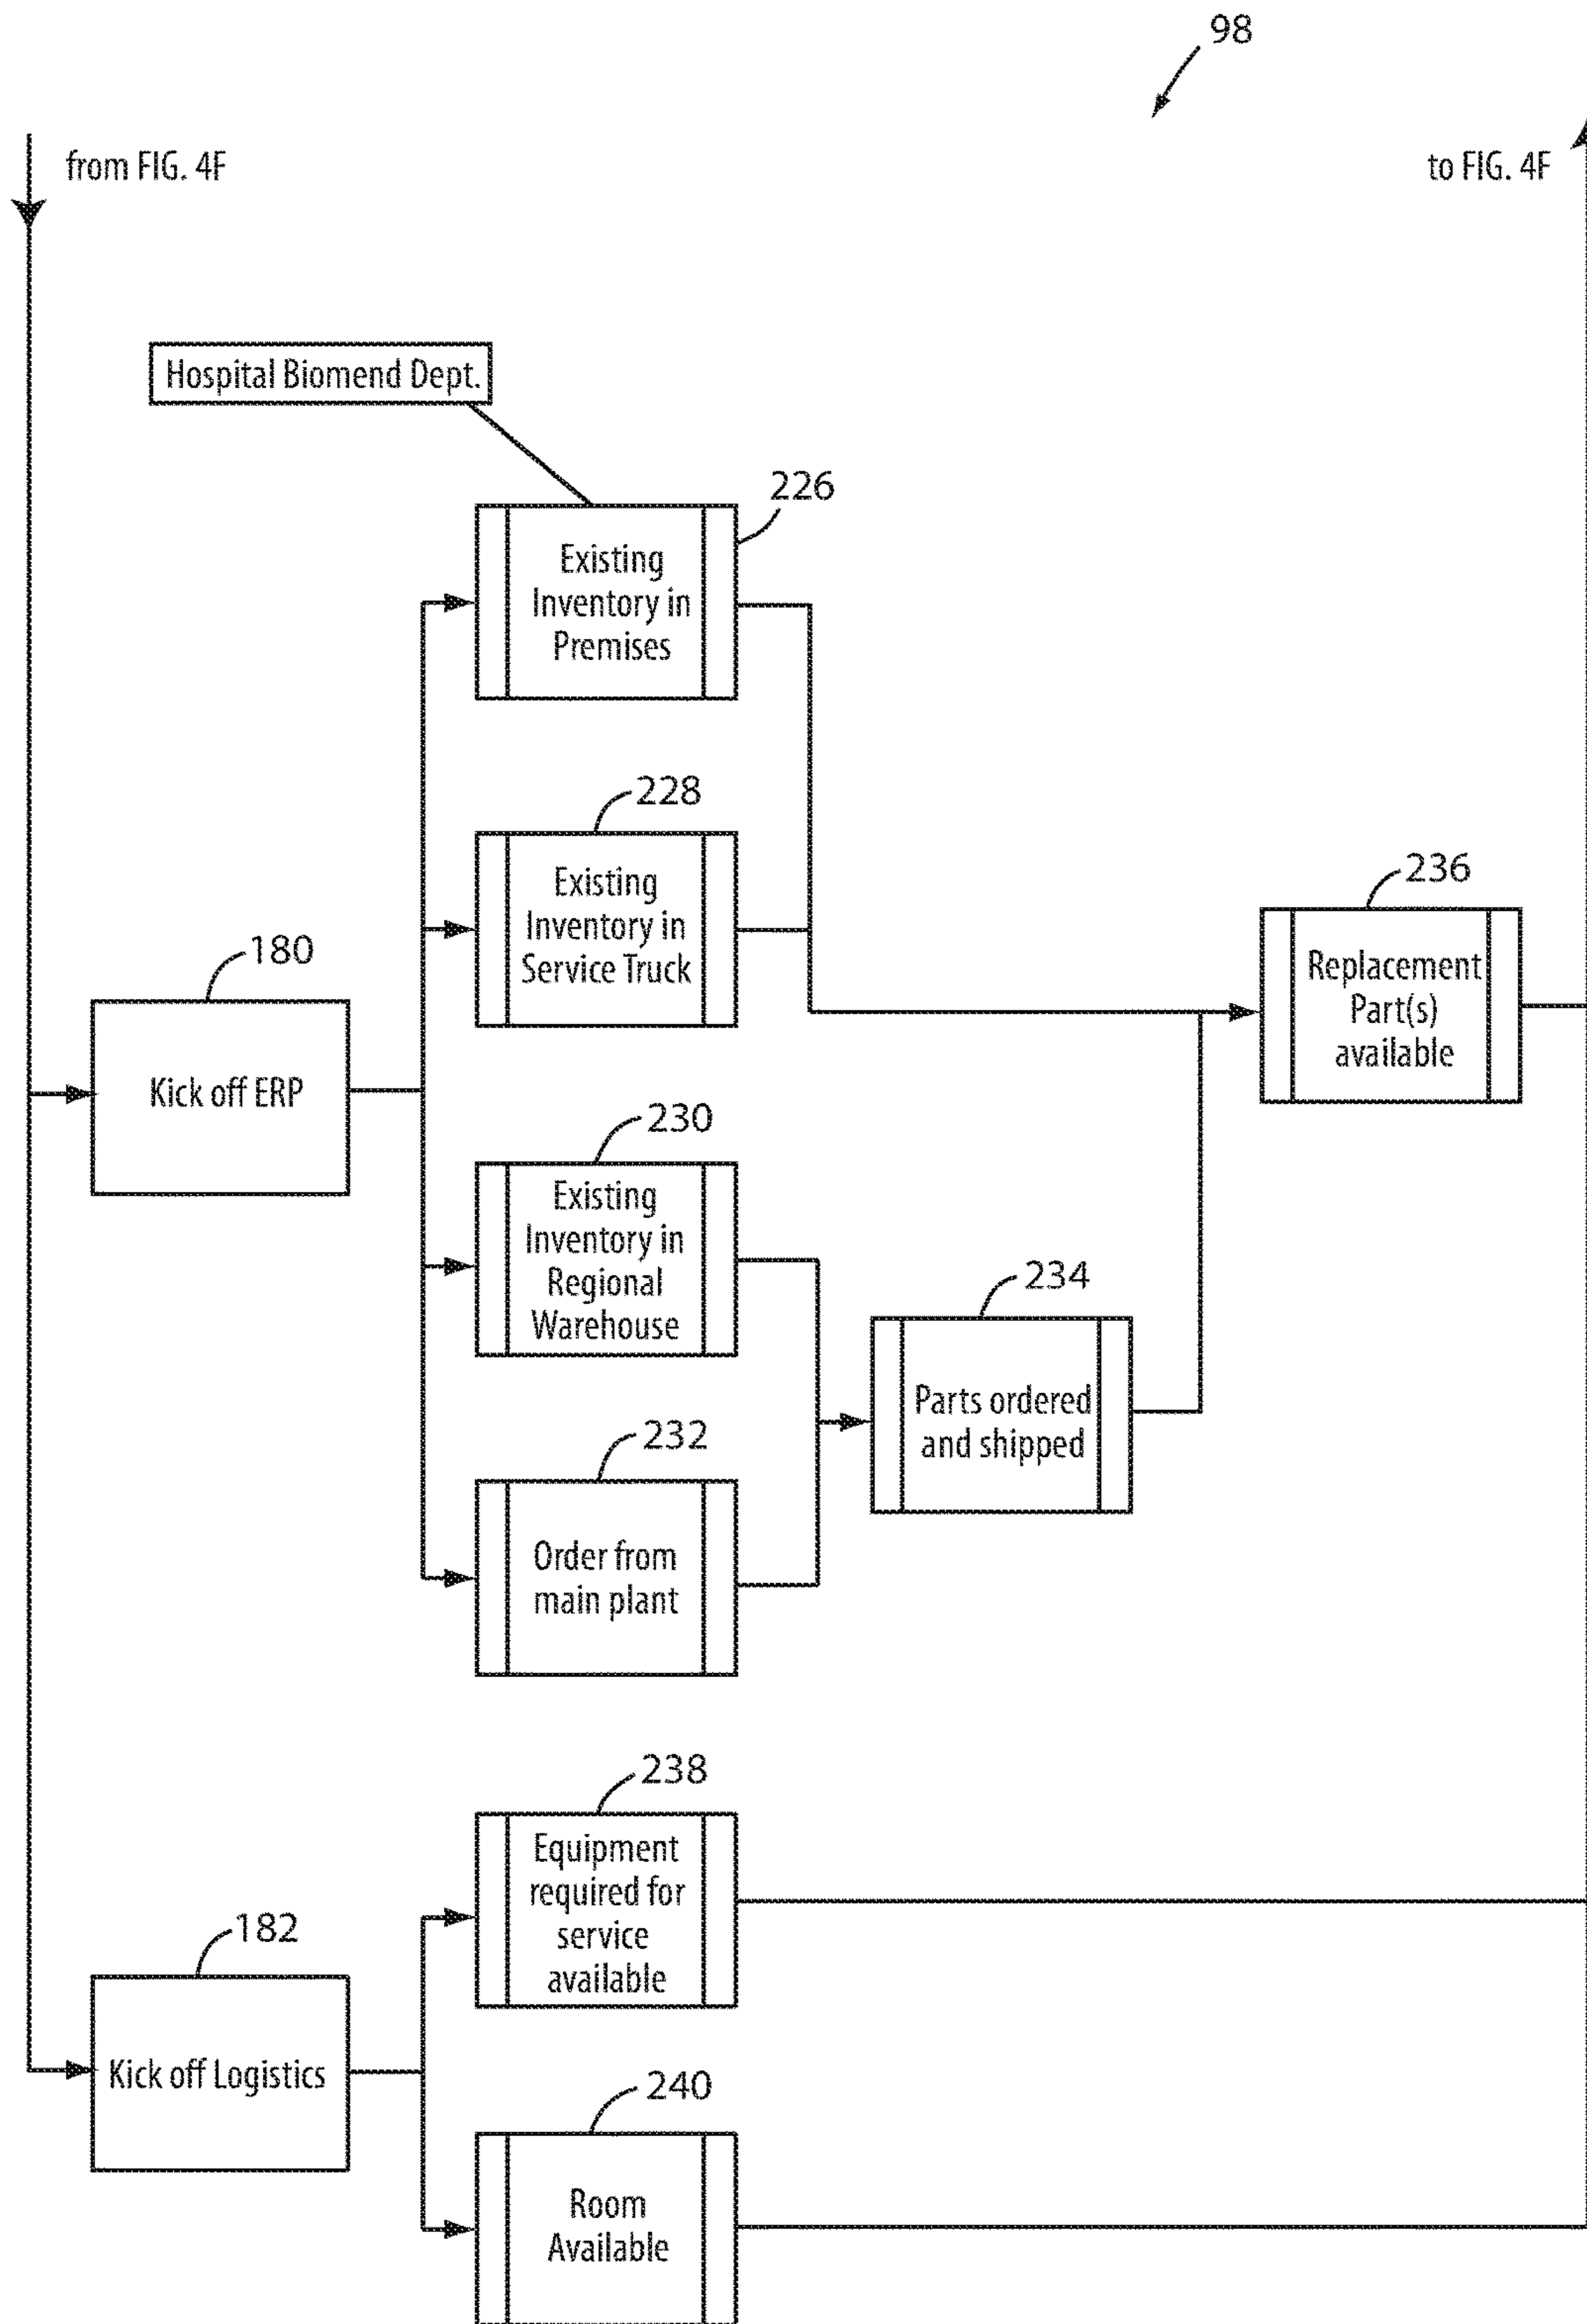 98
from FIG. 4F
to FIG. 4F
Hospital Biomend Dept.
226
Existing
Inventory in
Premises
228
Existing
Inventory in
Service Truck
236
Replacement
Part(s)
available
180
Kick off ERP
230
Existing
Inventory in
Regional
Warehouse
234
Parts ordered
and shipped
232
Order from
main plant
238
Equipment
required for
service
available
182
Kick off Logistics
240
Room
Available